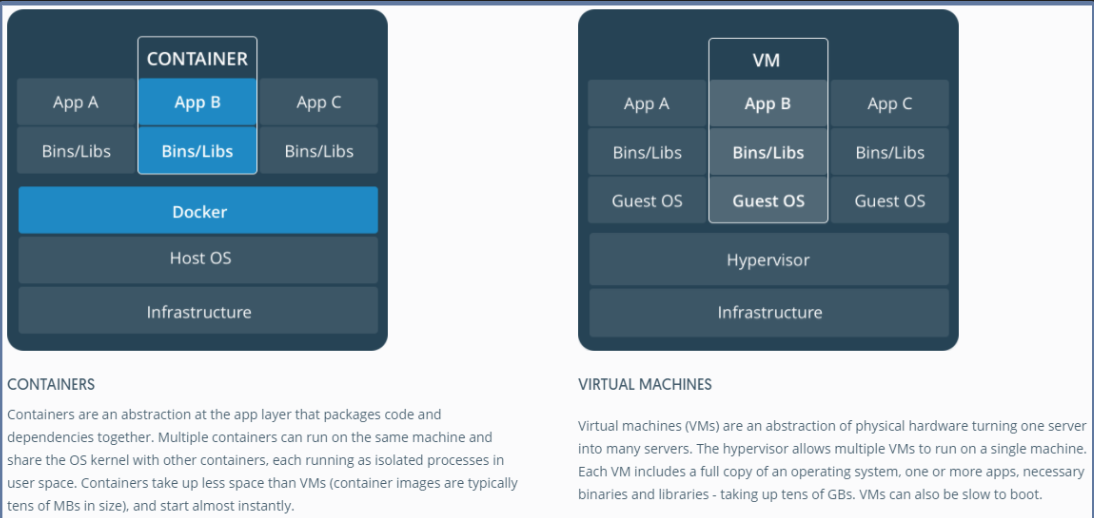 CONTAINER
App A
App B
App C
Bins/Libs
Bins/Libs
Bins/Libs
Docker
Host OS
Infrastructure
CONTAINERS
Containers are an abstraction at the app layer that packages code and
dependencies together. Multiple containers can run on the same machine and
share the OS kernel with other containers, each running as isolated processes in
user space. Containers take up less space than VMs (container images are typically
tens of MBs in size), and start almost instantly.
VM
App A
App B
App C
Bins/Libs
Bins/Libs
Bins/Libs
Guest OS
Guest OS
Guest OS
Hypervisor
Infrastructure
VIRTUAL MACHINES
Virtual machines (VMs) are an abstraction of physical hardware turning one server
into many servers. The hypervisor allows multiple VMs to run on a single machine.
Each VM includes a full copy of an operating system, one or more apps, necessary
binaries and libraries - taking up tens of GBs. VMs can also be slow to boot.